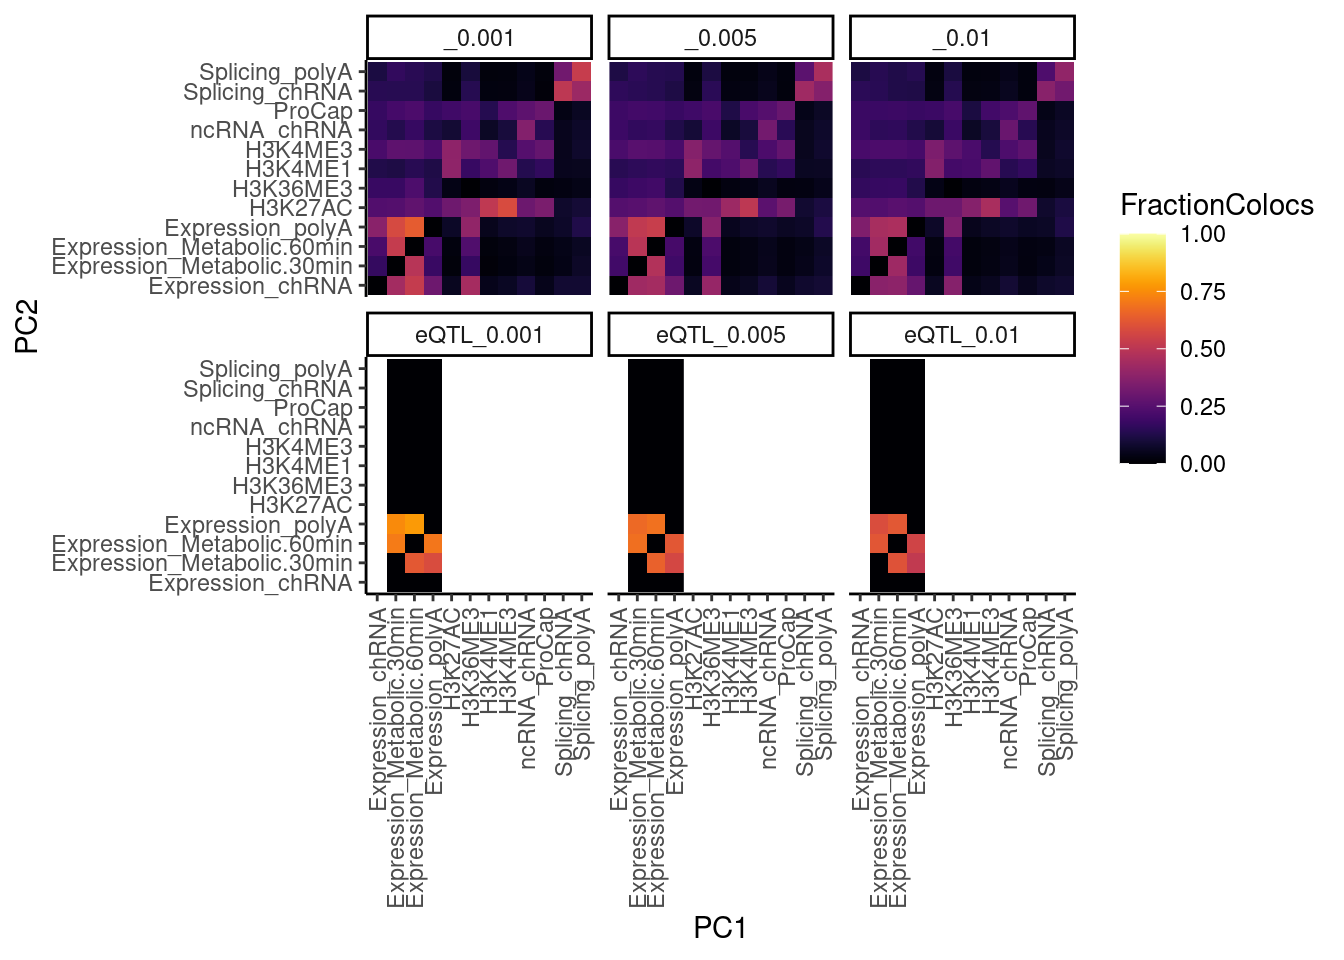 _0.001
_0.005
_0.01
Splicing_polyA
Splicing_chRNA
ProCap
ncRNA_chRNA
H3K4ME3
H3K4ME1
H3K36ME3
H3K27AC
Expression_polyA
Expression_Metabolic.60min
Expression_Metabolic.30min
Expression_chRNA
PC2
eQTL_0.001
eQTL_0.005
eQTL_0.01
Splicing_polyA
Splicing_chRNA
ProCap
ncRNA_chRNA
H3K4ME3
H3K4ME1
H3K36ME3
H3K27AC
Expression_polyA
Expression_Metabolic.60min
Expression_Metabolic.30min
Expression_chRNA
Expression_chRNA
Expression_Metabolic.30min
Expression_Metabolic.60min
Expression_polyA
H3K27AC
H3K36ME3
H3K4ME1
H3K4ME3
ncRNA_chRNA
ProCap
Splicing_chRNA
Splicing_polyA
Expression_chRNA
Expression_Metabolic.30min
Expression_Metabolic.60min
Expression_polyA
H3K27AC
H3K36ME3
H3K4ME1
H3K4ME3
ncRNA_chRNA
ProCap
Splicing_chRNA
Splicing_polyA
Expression_chRNA
Expression_Metabolic.30min
Expression_Metabolic.60min
Expression_polyA
H3K27AC
H3K36ME3
H3K4ME1
H3K4ME3
ncRNA_chRNA
ProCap
Splicing_chRNA
Splicing_polyA
PC1
FractionColocs
1.00
0.75
0.50
0.25
0.00